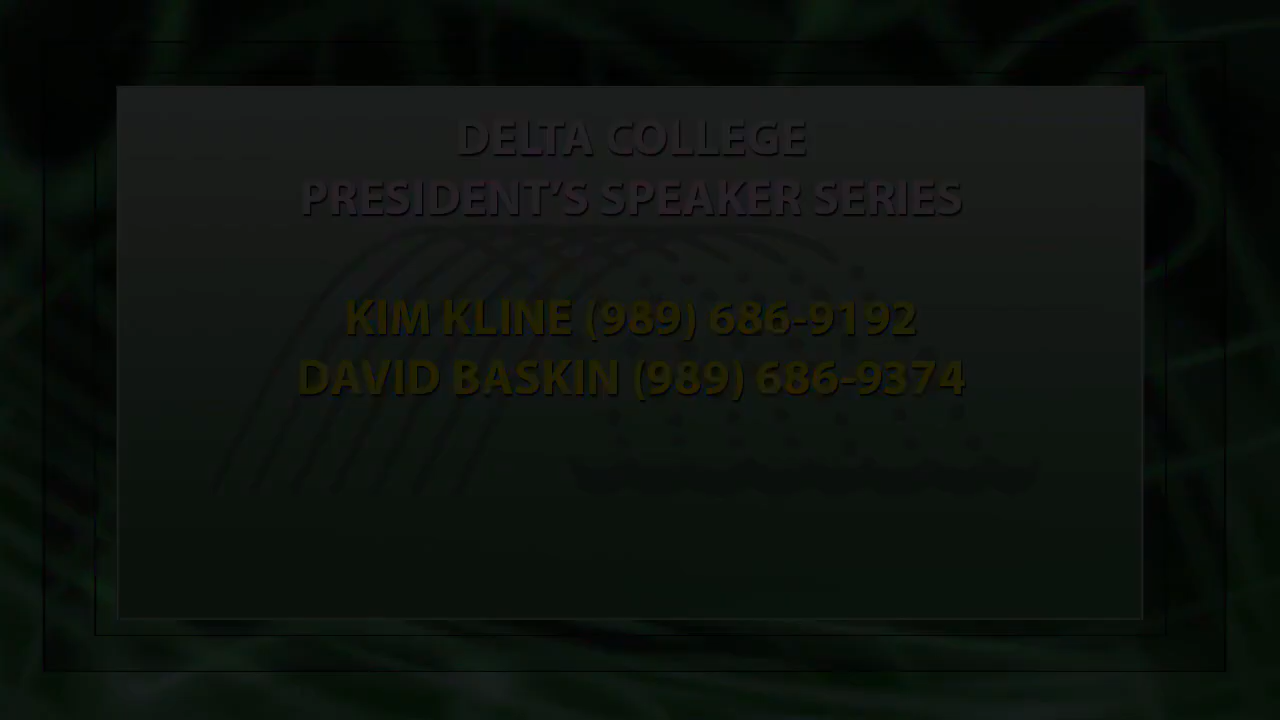 DELTA COLLEGE
PRESIDENT’S SPEAKER SERIES
KIM KLINE (989) 686-9192
DAVID BASKIN (989) 686-9374